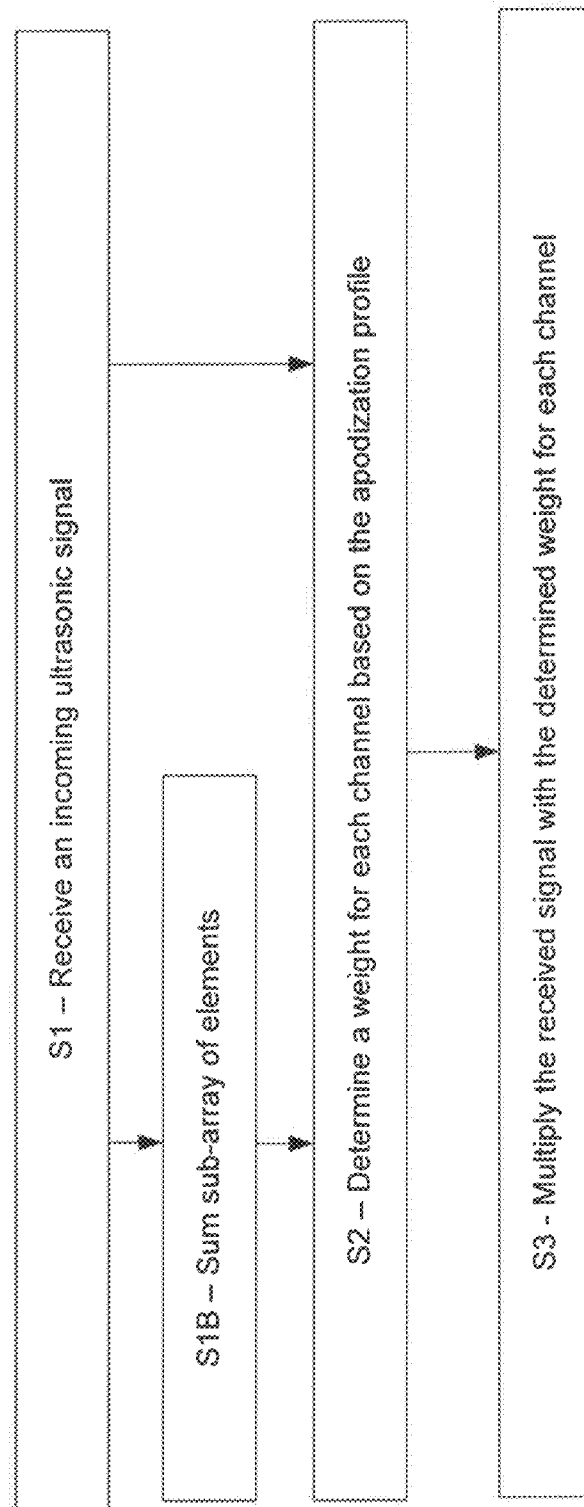 S1 – Receive an incoming ultrasonic signal
S1B – Sum sub-array of elements
S2 – Determine a weight for each channel based on the apodization profile
S3 - Multiply the received signal with the determined weight for each channel